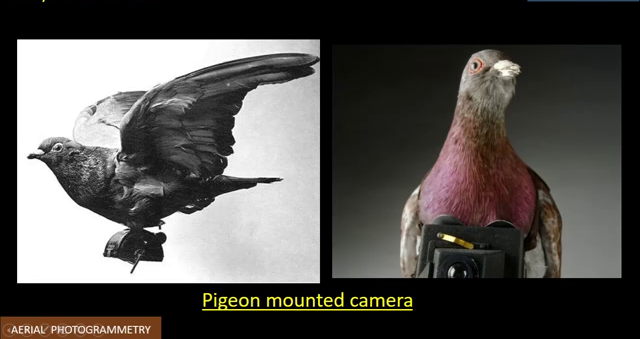 Pigeon mounted camera
AERIAL PHOTOGRAMMETRY